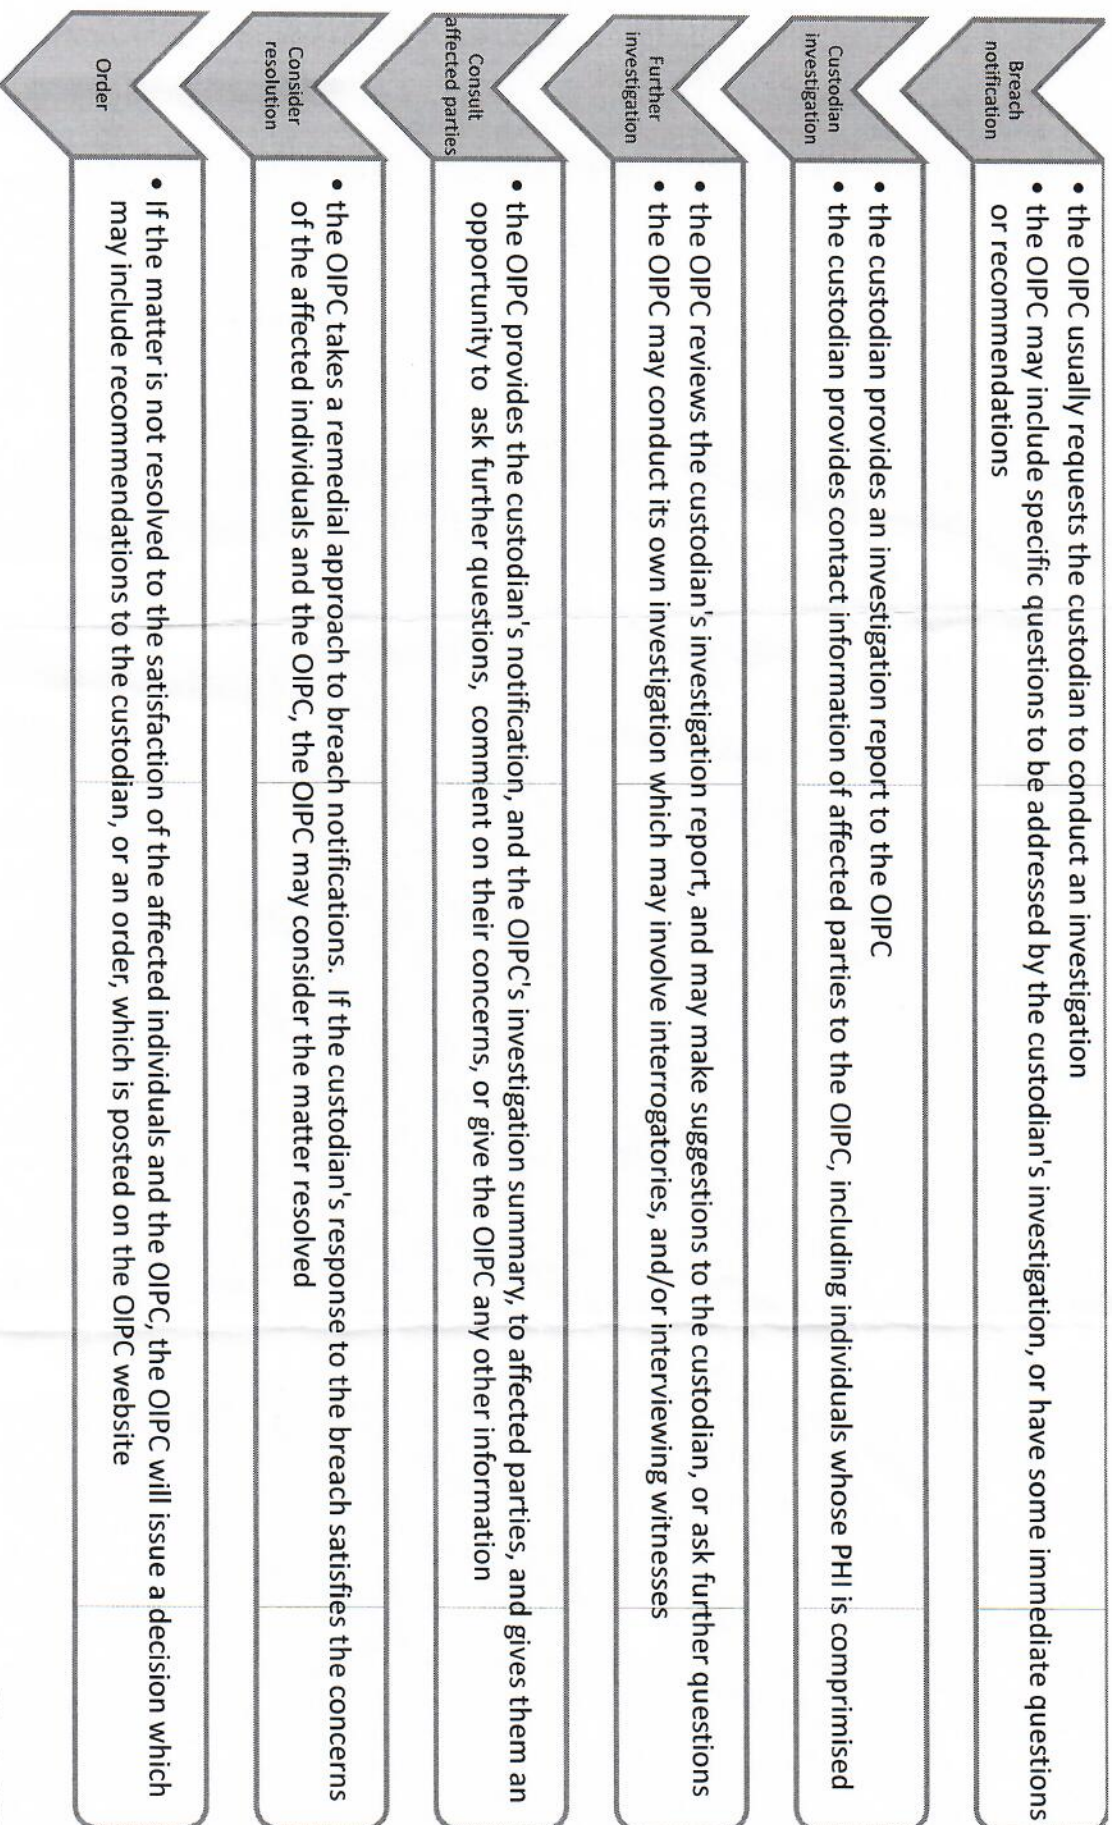 Breach
notification
• the OIPC usually requests the custodian to conduct an investigation
• the OIPC may include specific questions to be addressed by the custodian's investigation, or have some immediate questions
or recommendations
Custodian
investigation
• the custodian provides an investigation report to the OIPC
• the custodian provides contact information of affected parties to the OIPC, including individuals whose PHI is comprimised
Further
investigation
• the OIPC reviews the custodian's investigation report, and may make suggestions to the custodian, or ask further questions
• the OIPC may conduct its own investigation which may involve interrogatories, and/or interviewing witnesses
Consult
affected parties
• the OIPC provides the custodian's notification, and the OIPC's investigation summary, to affected parties, and gives them an
opportunity to ask further questions, comment on their concerns, or give the OIPC any other information
Consider
resolution
• the OIPC takes a remedial approach to breach notifications. If the custodian's response to the breach satisfies the concerns
of the affected individuals and the OIPC, the OIPC may consider the matter resolved
Order
• If the matter is not resolved to the satisfaction of the affected individuals and the OIPC, the OIPC will issue a decision which
may include recommendations to the custodian, or an order, which is posted on the OIPC website